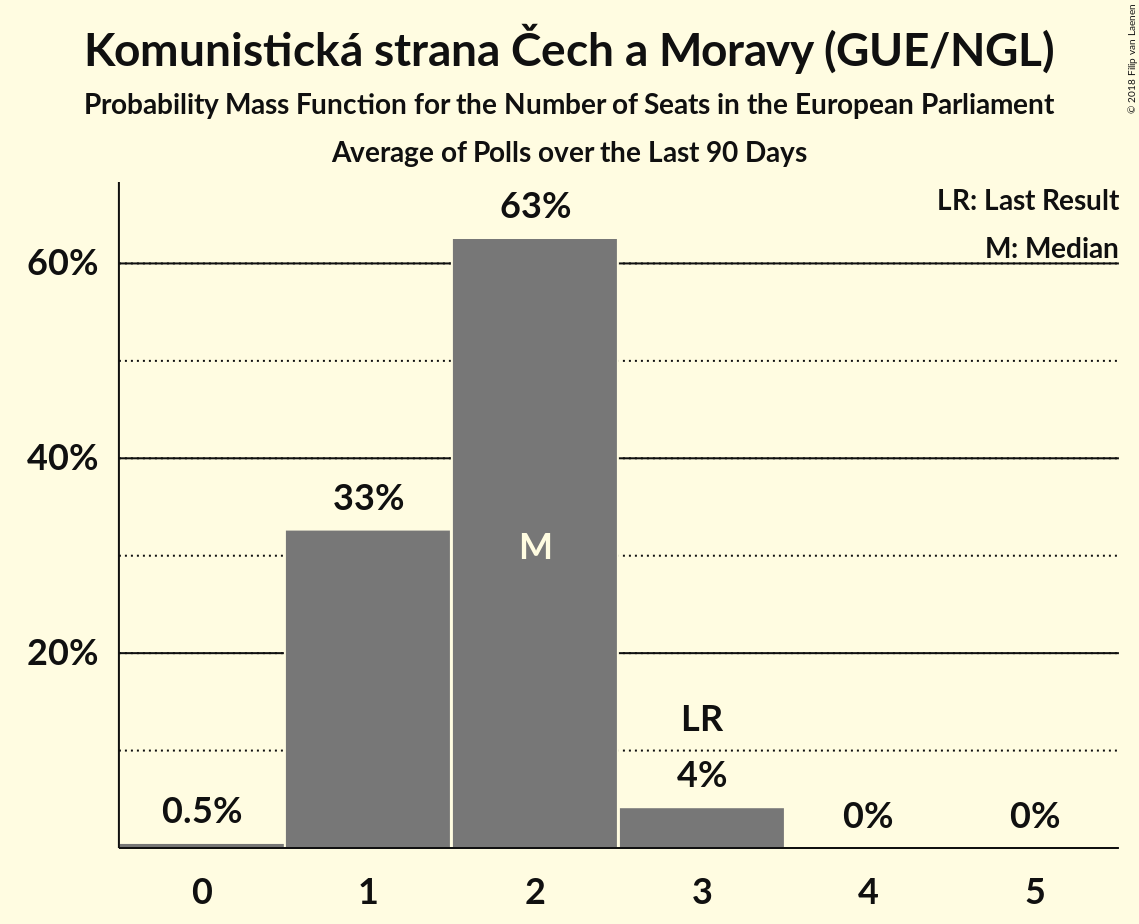 Komunistická strana Čech a Moravy (GUE/NGL)
Probability Mass Function for the Number of Seats in the European Parliament
Average of Polls over the Last 90 Days
© 2018 Filip van Laenen
LR: Last Result
M: Median
63%
60%
40%
33%
M
20%
LR
4%
0.5%
0%
0%
0
1
2
3
4
5